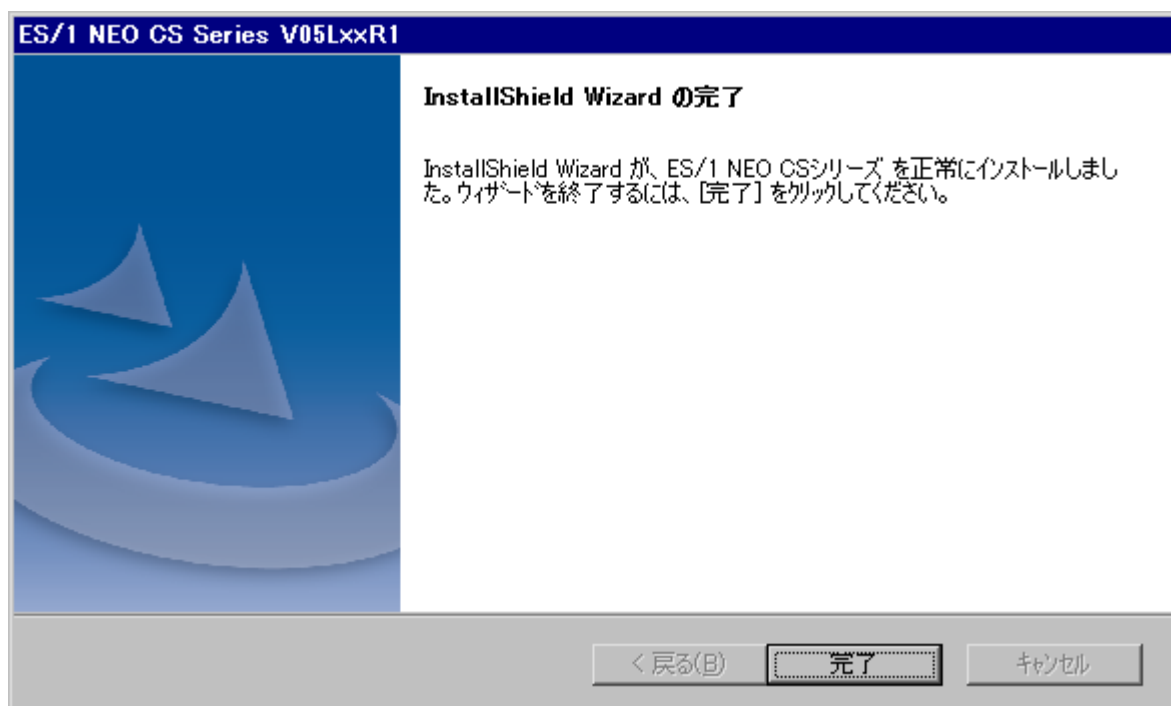 ES/1 NEO CS Series V05LxxR1
InstallShield Wizard の完了
InstallShield Wizard が、ES/1 NEO CSシリーズ を正常にインストールしまし
た。ウィザードを終了するには、[完了] をクリックしてください。
< 戻る(B)
完了
キャンセル